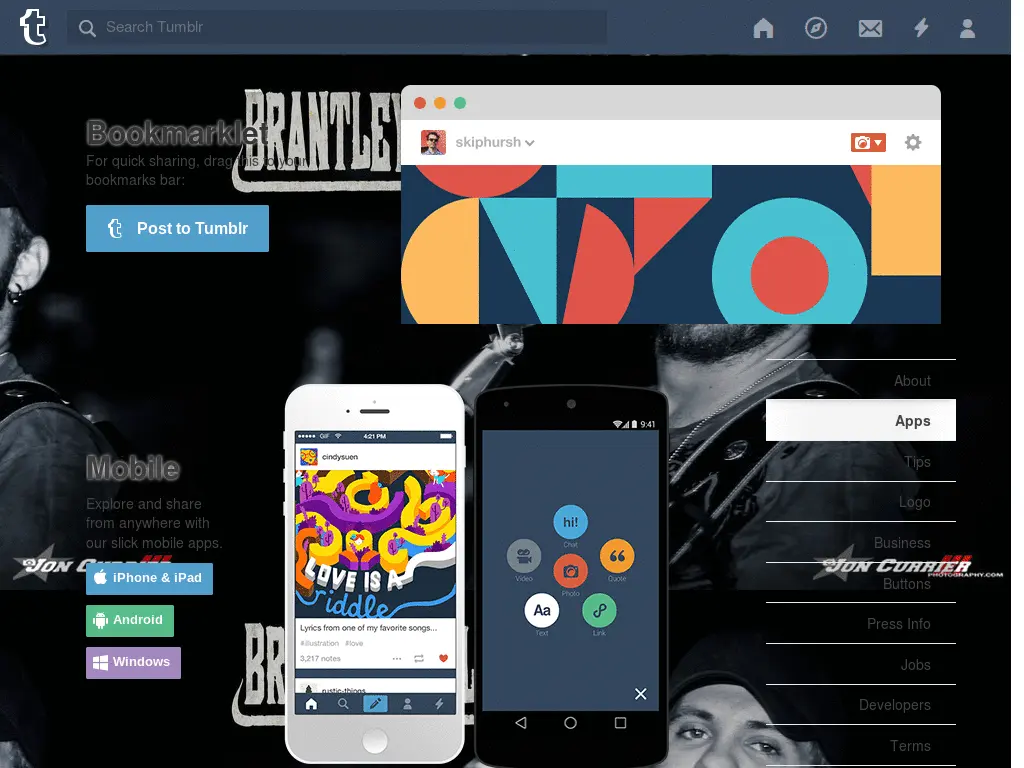 Search Tumblr
BRANTLEY
Bookmarklet
For quick sharing, drag this to your
bookmarks bar:
Post to Tumblr
skiphursh
About
Apps
Tips
Logo
Business
Buttons
Press Info
Jobs
Developers
Terms
Mobile
Explore and share
from anywhere with
our slick mobile apps.
iPhone & iPad
Android
Windows
JON CURRIER
PHOTOGRAPHY.COM
GIF
4:21 PM
cindysuen
LOVE IS A
riddle
Lyrics from one of my favorite songs...
#illustration #love
3,217 notes
rustic-things
9:41
hi!
Chat
Video
Photo
Quote
Aa
Text
Link